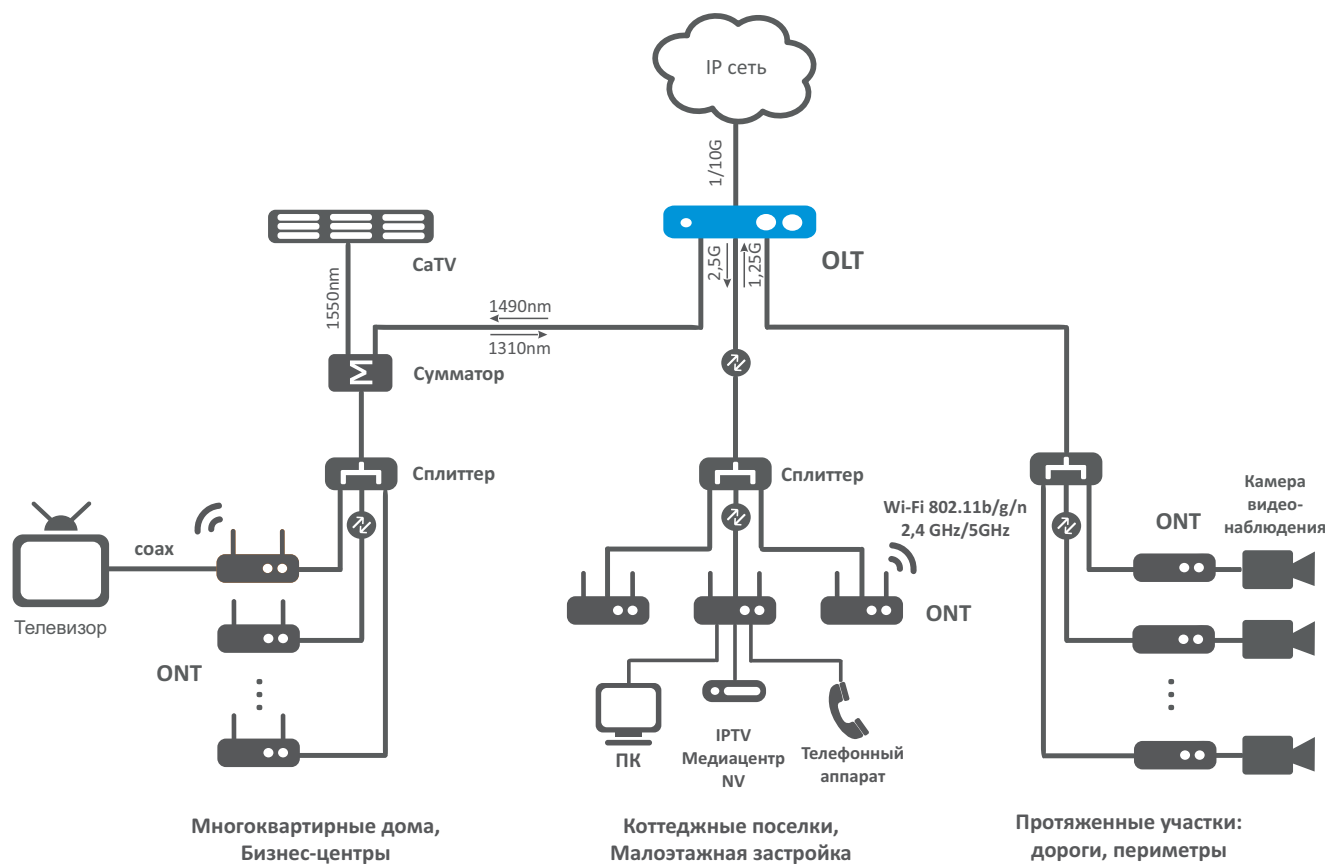 IP сеть
1/10G
CaTV
OLT
2,5G
1,25G
1550nm
1490nm
1310nm
Сумматор
Сплиттер
Сплиттер
Wi-Fi 802.11b/g/n
2,4 GHz/5GHz
Камера
видео-
наблюдения
ONT
coax
Телевизор
ONT
ONT
ПК
IPTV
Медиацентр
NV
Телефонный
аппарат
Многоквартирные дома,
Бизнес-центры
Коттеджные поселки,
Малоэтажная застройка
Протяженные участки:
дороги, периметры